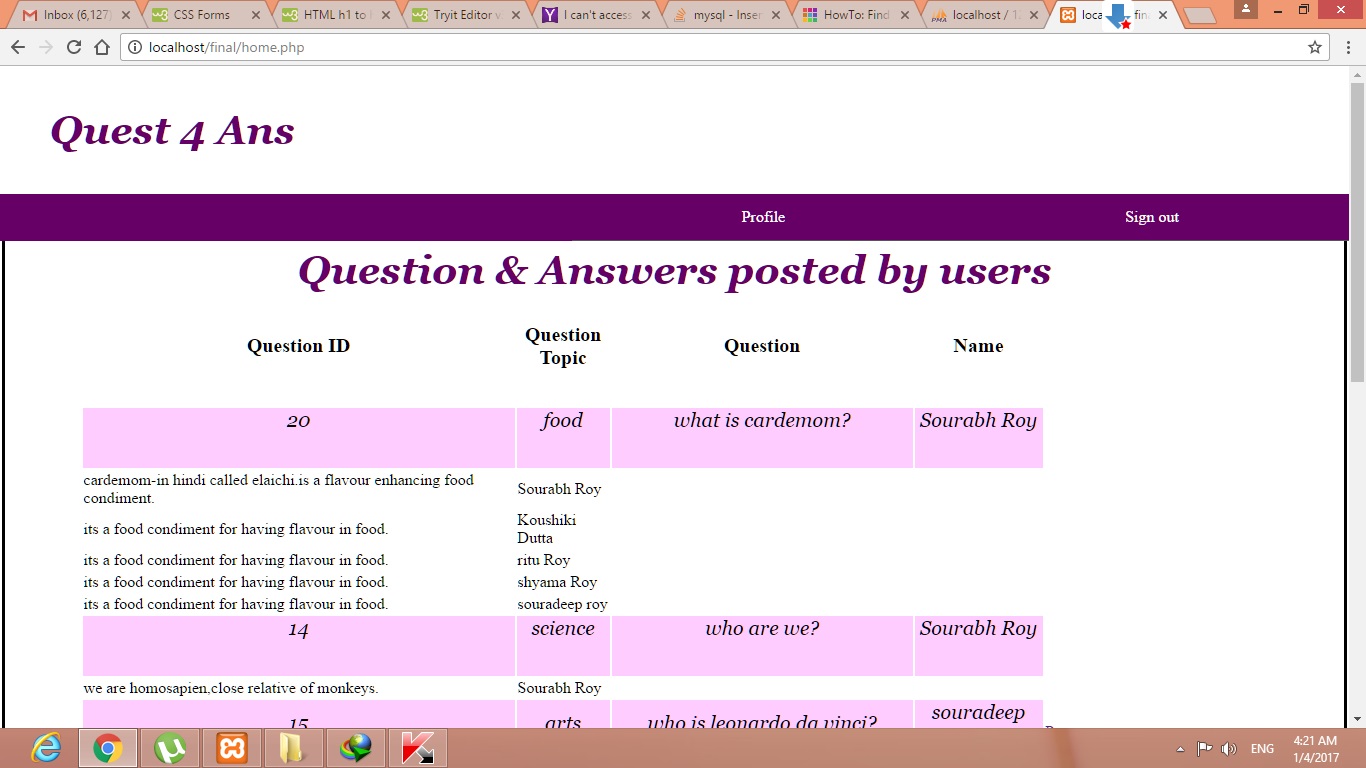 Inbox (6,127)
CSS Forms
HTML h1 to
Tryit Editor v
I can't access
mysql - Inser
HowTo: Find
localhost / 12
loca
fina
localhost/final/home.php
Quest 4 Ans
Profile
Sign out
Question & Answers posted by users
Question ID
Question Topic
Question
Name
20
food
what is cardemom?
Sourabh Roy
cardemom-in hindi called elaichi.is a flavour enhancing food
condiment.
Sourabh Roy
its a food condiment for having flavour in food.
Koushiki
Dutta
its a food condiment for having flavour in food.
ritu Roy
its a food condiment for having flavour in food.
shyama Roy
its a food condiment for having flavour in food.
souradeep roy
14
science
who are we?
Sourabh Roy
we are homosapien,close relative of monkeys.
Sourabh Roy
15
arts
who is leonardo da vinci?
souradeep
ENG
4:21 AM
1/4/2017